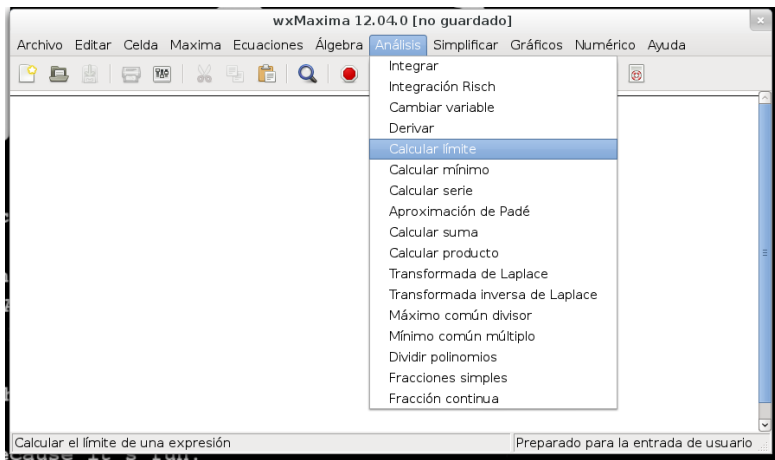 wxMaxima 12.04.0 [no guardado]
Archivo Editar Celda Maxima Ecuaciones Álgebra Análisis Simplificar Gráficos Numérico Ayuda
Integrar
Integración Risch
Cambiar variable
Derivar
Calcular límite
Calcular mínimo
Calcular serie
Aproximación de Padé
Calcular suma
Calcular producto
Transformada de Laplace
Transformada inversa de Laplace
Máximo común divisor
Mínimo común múltiplo
Dividir polinomios
Fracciones simples
Fracción continua
Calcular el límite de una expresión Preparado para la entrada de usuario